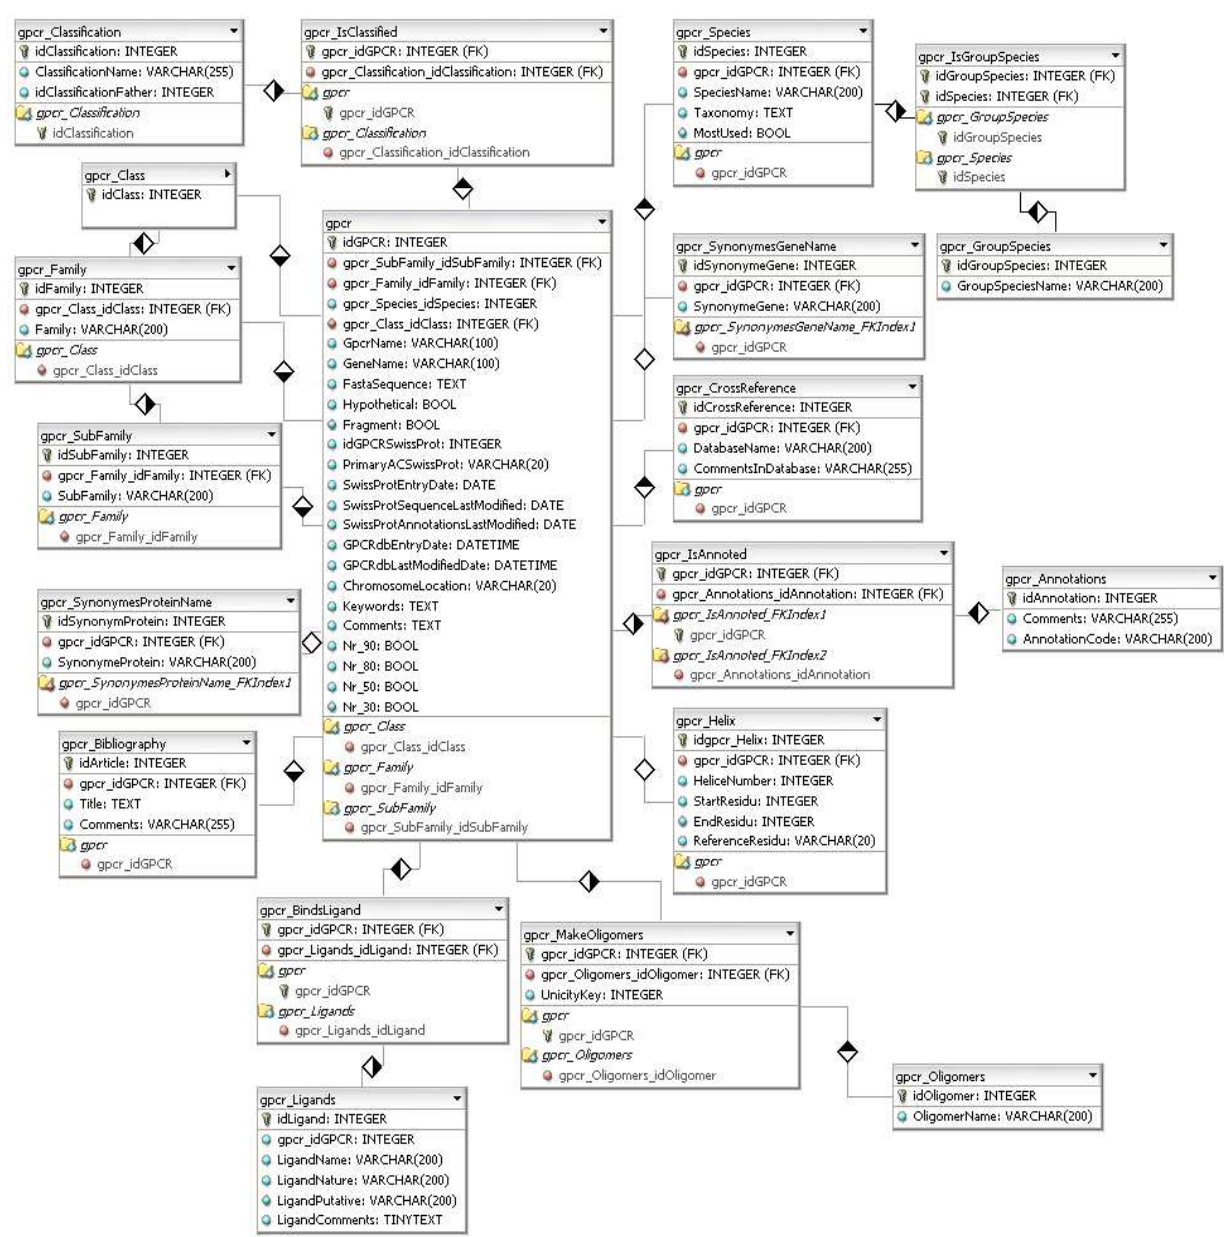 gpcr_Classification
idClassification: INTEGER
ClassificationName: VARCHAR(255)
idClassificationFather: INTEGER
gpcr_Classification
idClassification
gpcr_IsClassified
gpcr_idGPCR: INTEGER (FK)
gpcr_Classification_idClassification: INTEGER (FK)
gpcr
gpcr_idGPCR
gpcr_Classification
gpcr_Classification_idClassification
gpcr_Species
idSpecies: INTEGER
gpcr_idGPCR: INTEGER (FK)
SpeciesName: VARCHAR(200)
Taxonomy: TEXT
MostUsed: BOOL
gpcr
gpcr_idGPCR
gpcr_IsGroupSpecies
idGroupSpecies: INTEGER (FK)
idSpecies: INTEGER (FK)
gpcr_GroupSpecies
idGroupSpecies
gpcr_Species
idSpecies
gpcr_GroupSpecies
idGroupSpecies: INTEGER
GroupSpeciesName: VARCHAR(200)
gpcr_Class
idClass: INTEGER
gpcr_Family
idFamily: INTEGER
gpcr_Class_idClass: INTEGER (FK)
Family: VARCHAR(200)
gpcr_Class
gpcr_Class_idClass
gpcr_SubFamily
idSubFamily: INTEGER
gpcr_Family_idFamily: INTEGER (FK)
SubFamily: VARCHAR(200)
gpcr_Family
gpcr_Family_idFamily
gpcr_SynonymesProteinName
idSynonymProtein: INTEGER
gpcr_idGPCR: INTEGER (FK)
SynonymeProtein: VARCHAR(200)
gpcr_SynonymesProteinName_FKIndex1
gpcr_idGPCR
gpcr_Bibliography
idArticle: INTEGER
gpcr_idGPCR: INTEGER (FK)
Title: TEXT
Comments: VARCHAR(255)
gpcr
gpcr_idGPCR
gpcr
idGPCR: INTEGER
gpcr_SubFamily_idSubFamily: INTEGER (FK)
gpcr_Family_idFamily: INTEGER (FK)
gpcr_Species_idSpecies: INTEGER
gpcr_Class_idClass: INTEGER (FK)
GpcrName: VARCHAR(100)
GeneName: VARCHAR(100)
FastaSequence: TEXT
Hypothetical: BOOL
Fragment: BOOL
idGPCRSwissProt: INTEGER
PrimaryACSwissProt: VARCHAR(20)
SwissProtEntryDate: DATE
SwissProtSequenceLastModified: DATE
SwissProtAnnotationsLastModified: DATE
GPCRdbEntryDate: DATETIME
GPCRdbLastModifiedDate: DATETIME
ChromosomeLocation: VARCHAR(20)
Keywords: TEXT
Comments: TEXT
Nr_90: BOOL
Nr_80: BOOL
Nr_50: BOOL
Nr_30: BOOL
gpcr_Class
gpcr_Class_idClass
gpcr_Family
gpcr_Family_idFamily
gpcr_SubFamily
gpcr_SubFamily_idSubFamily
gpcr_SynonymesGeneName
idSynonymeGene: INTEGER
gpcr_idGPCR: INTEGER (FK)
SynonymeGene: VARCHAR(200)
gpcr_SynonymesGeneName_FKIndex1
gpcr_idGPCR
gpcr_CrossReference
idCrossReference: INTEGER
gpcr_idGPCR: INTEGER (FK)
DatabaseName: VARCHAR(200)
CommentsInDatabase: VARCHAR(255)
gpcr
gpcr_idGPCR
gpcr_IsAnnoted
gpcr_idGPCR: INTEGER (FK)
gpcr_Annotations_idAnnotation: INTEGER (FK)
gpcr_IsAnnoted_FKIndex1
gpcr_idGPCR
gpcr_IsAnnoted_FKIndex2
gpcr_Annotations_idAnnotation
gpcr_Annotations
idAnnotation: INTEGER
Comments: VARCHAR(255)
AnnotationCode: VARCHAR(200)
gpcr_Helix
idgpcr_Helix: INTEGER
gpcr_idGPCR: INTEGER (FK)
HeliceNumber: INTEGER
StartResidu: INTEGER
EndResidu: INTEGER
ReferenceResidu: VARCHAR(20)
gpcr
gpcr_idGPCR
gpcr_BindsLigand
gpcr_idGPCR: INTEGER (FK)
gpcr_Ligands_idLigand: INTEGER (FK)
gpcr
gpcr_idGPCR
gpcr_Ligands
gpcr_Ligands_idLigand
gpcr_MakeOligomers
gpcr_idGPCR: INTEGER (FK)
gpcr_Oligomers_idOligomer: INTEGER (FK)
UnicityKey: INTEGER
gpcr
gpcr_idGPCR
gpcr_Oligomers
gpcr_Oligomers_idOligomer
gpcr_Oligomers
idOligomer: INTEGER
OligomerName: VARCHAR(200)
gpcr_Ligands
idLigand: INTEGER
gpcr_idGPCR: INTEGER
LigandName: VARCHAR(200)
LigandNature: VARCHAR(200)
LigandPutative: VARCHAR(200)
LigandComments: TINYTEXT